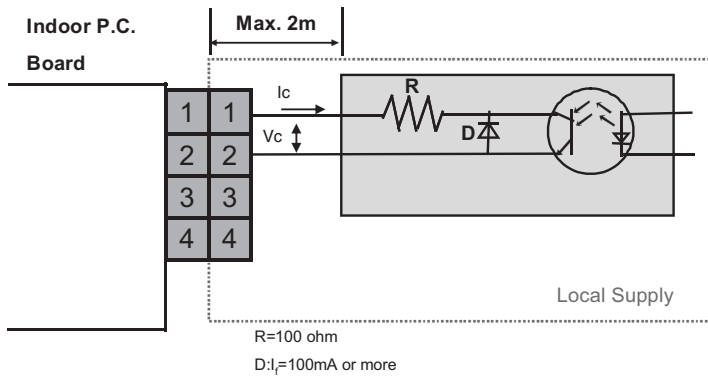 Indoor P.C.
Board
Max. 2m
Ic
R
Vc
D
1 1
2 2
3 3
4 4
Local Supply
R=100 ohm
D:If=100mA or more